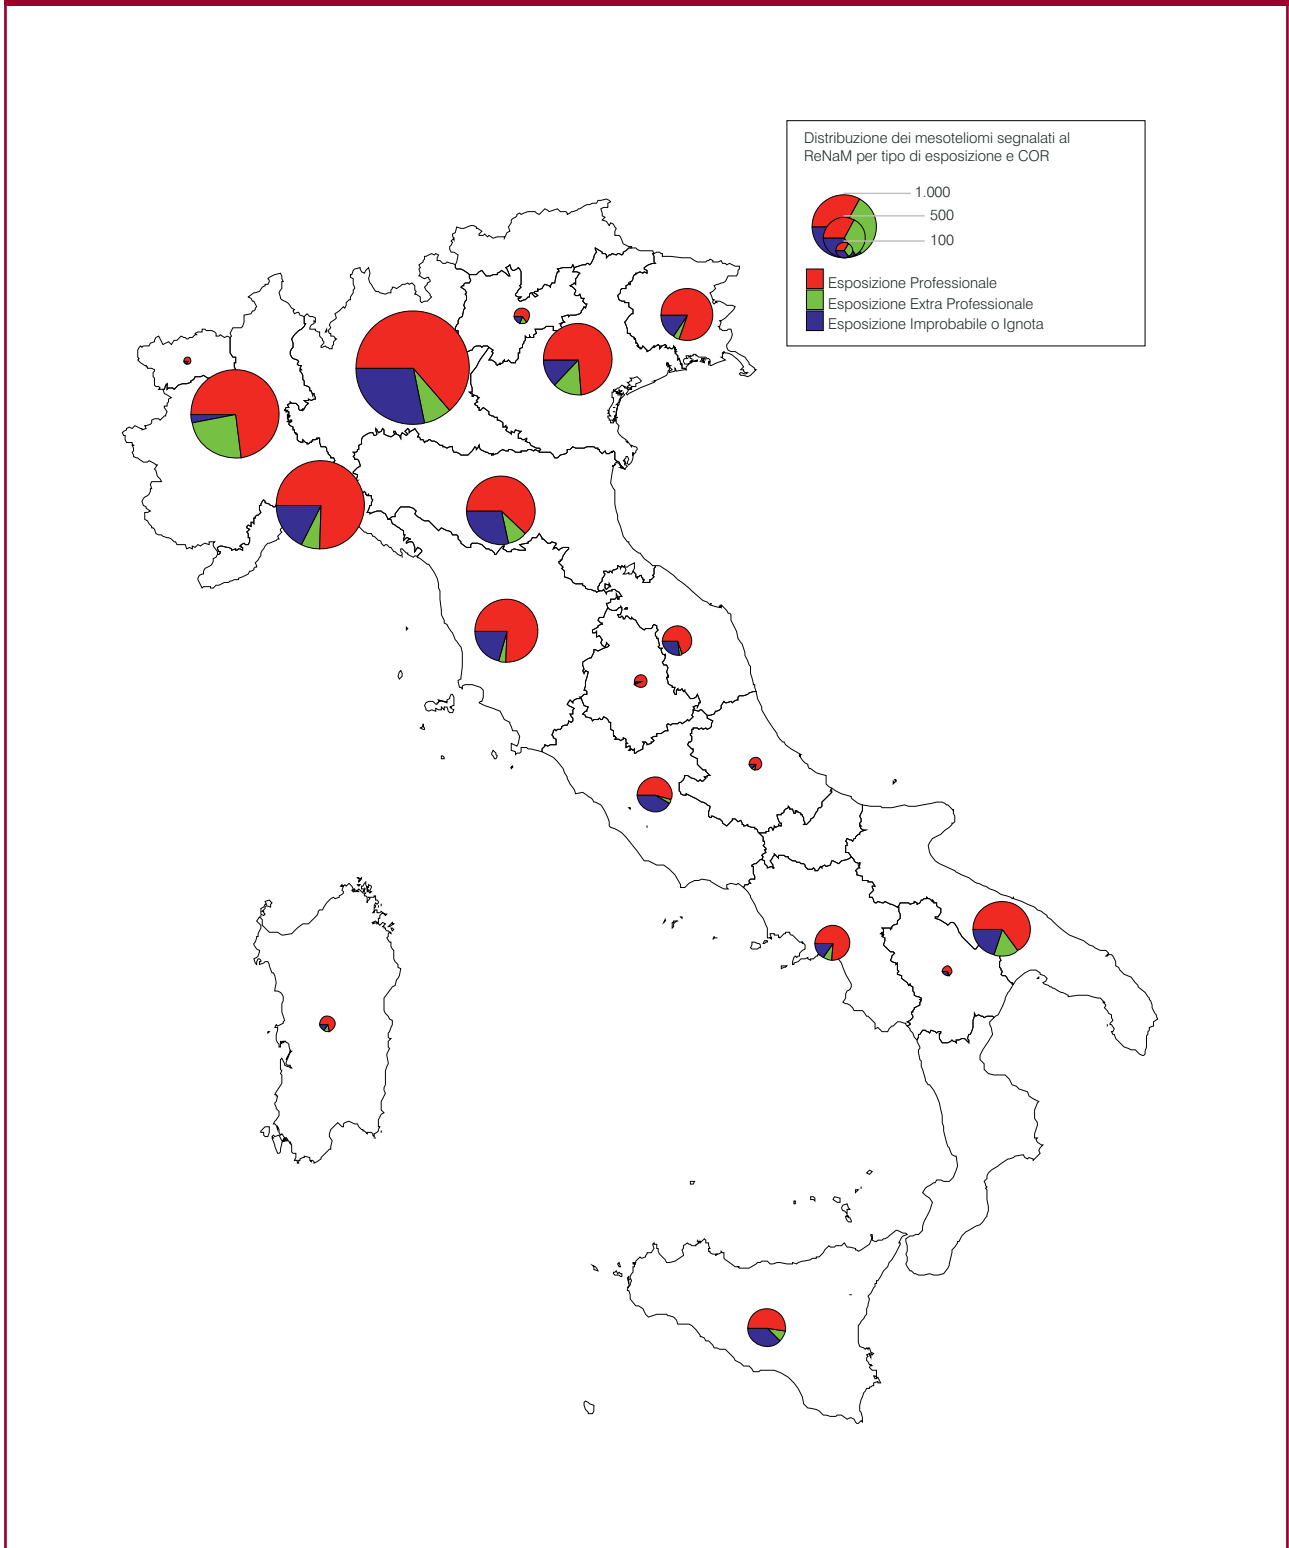 Distribuzione dei mesoteliomi segnalati al
ReNaM per tipo di esposizione e COR
1.000
500
100
Esposizione Professionale
Esposizione Extra Professionale
Esposizione Improbabile o Ignota